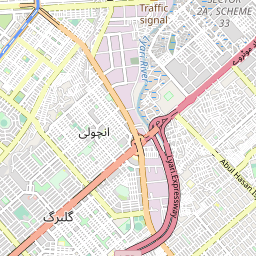 Traffic
signal
SECTOR
2A", SCHEME
33
Lyari River
انچولی
گلبرگ
Lyari Expressway
Abul Hasan